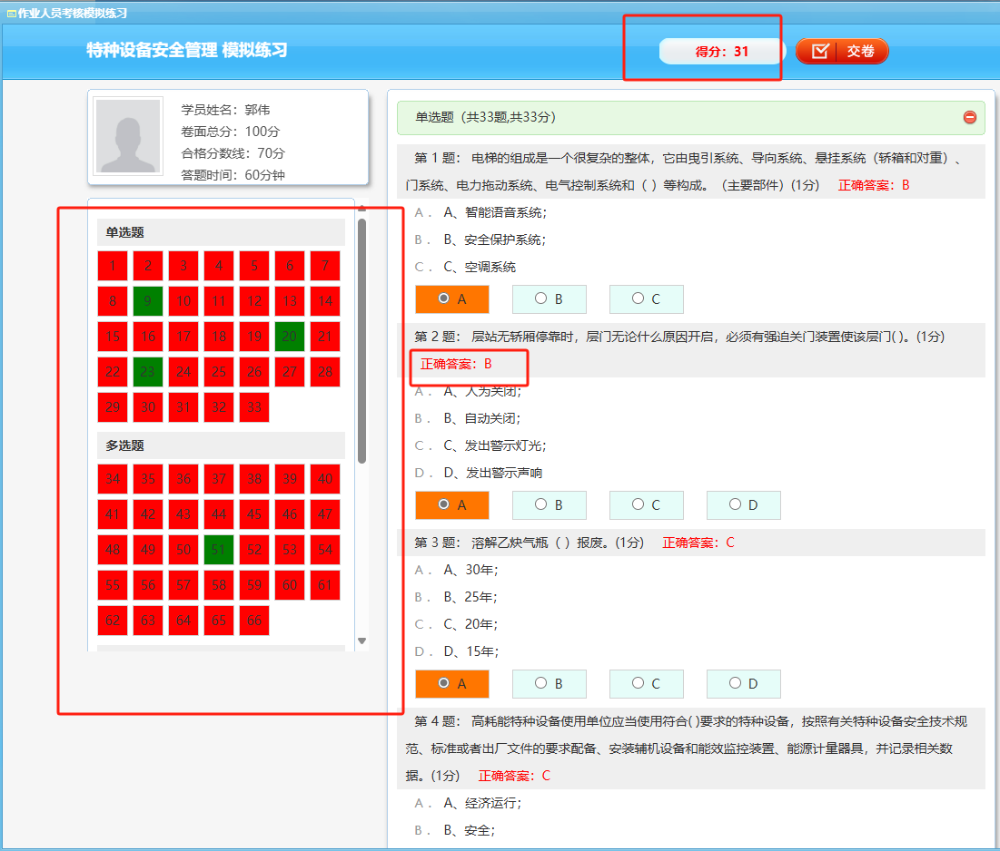 作业人员考核模拟练习
特种设备安全管理 模拟练习
得分：31
交卷
学员姓名：郭伟
卷面总分：100分
合格分数线：70分
答题时间：60分钟
单选题
1 2 3 4 5 6 7
8 9 10 11 12 13 14
15 16 17 18 19 20 21
22 23 24 25 26 27 28
29 30 31 32 33
多选题
34 35 36 37 38 39 40
41 42 43 44 45 46 47
48 49 50 51 52 53 54
55 56 57 58 59 60 61
62 63 64 65 66
单选题（共33题,共33分）
第 1 题： 电梯的组成是一个很复杂的整体，它由曳引系统、导向系统、悬挂系统（轿箱和对重）、
门系统、电力拖动系统、电气控制系统和（ ）等构成。（主要部件）(1分) 正确答案：B
A． A、智能语音系统；
B． B、安全保护系统；
C． C、空调系统
A B C
第 2 题： 层站无轿厢停靠时，层门无论什么原因开启，必须有强迫关门装置使该层门( )。(1分)
正确答案：B
A． A、人为关闭；
B． B、自动关闭；
C． C、发出警示灯光；
D． D、发出警示声响
A B C D
第 3 题： 溶解乙炔气瓶（ ）报废。(1分) 正确答案：C
A． A、30年；
B． B、25年；
C． C、20年；
D． D、15年；
A B C D
第 4 题： 高耗能特种设备使用单位应当使用符合( )要求的特种设备，按照有关特种设备安全技术规
范、标准或者出厂文件的要求配备、安装辅机设备和能效监控装置、能源计量器具，并记录相关数
据。(1分) 正确答案：C
A． A、经济运行；
B． B、安全；